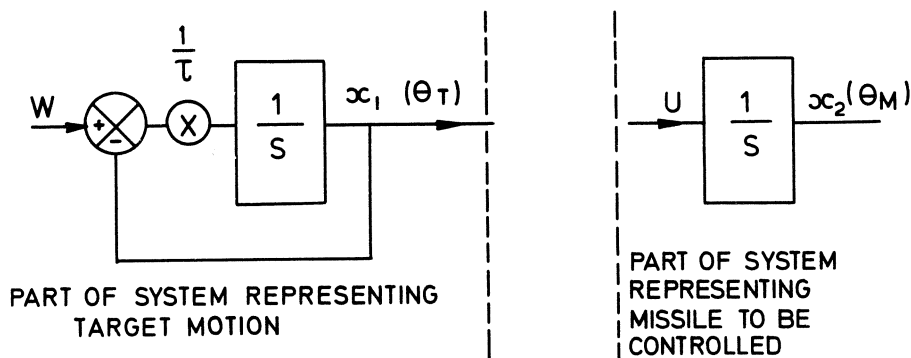 1
τ
W
+
-
X
1
S
x₁ (θT)
U
1
S
x₂(θM)
PART OF SYSTEM REPRESENTING
TARGET MOTION
PART OF SYSTEM
REPRESENTING
MISSILE TO BE
CONTROLLED